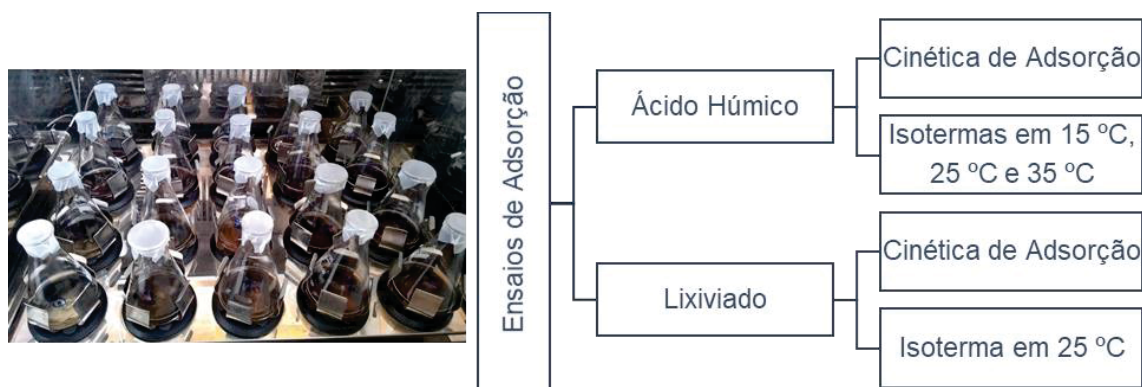 Ensaios de Adsorção
Ácido Húmico
Cinética de Adsorção
Isotermas em 15 ºC,
25 ºC e 35 ºC
Lixiviado
Cinética de Adsorção
Isoterma em 25 ºC